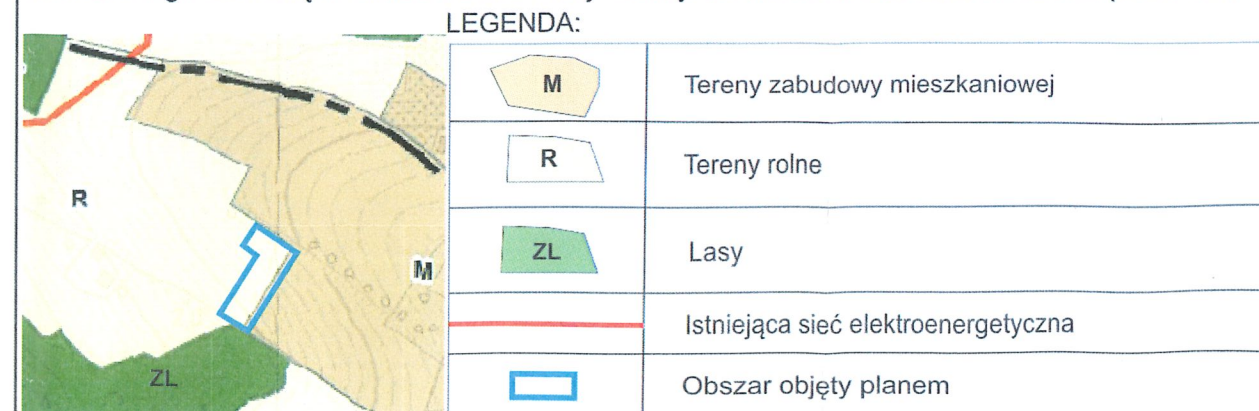 LEGENDA:
M
Tereny zabudowy mieszkaniowej
R
Tereny rolne
ZL
Lasy
Istniejąca sieć elektroenergetyczna
Obszar objęty planem
R
M
ZL